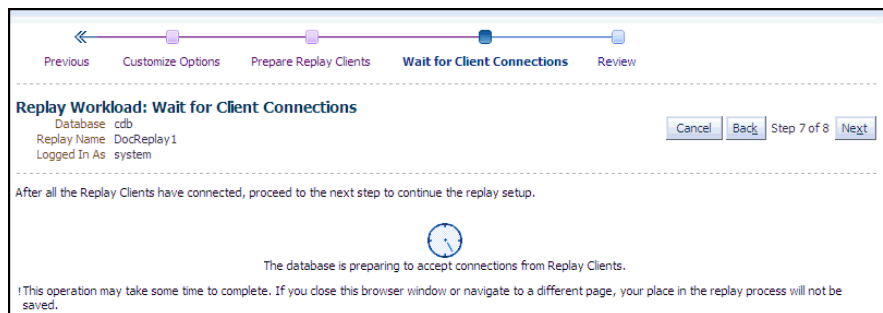 Previous Customize Options Prepare Replay Clients Wait for Client Connections Review
Replay Workload: Wait for Client Connections
Database cdb
Replay Name DocReplay1
Logged In As system
Cancel Back Step 7 of 8 Next
After all the Replay Clients have connected, proceed to the next step to continue the replay setup.
The database is preparing to accept connections from Replay Clients.
!This operation may take some time to complete. If you close this browser window or navigate to a different page, your place in the replay process will not be
saved.